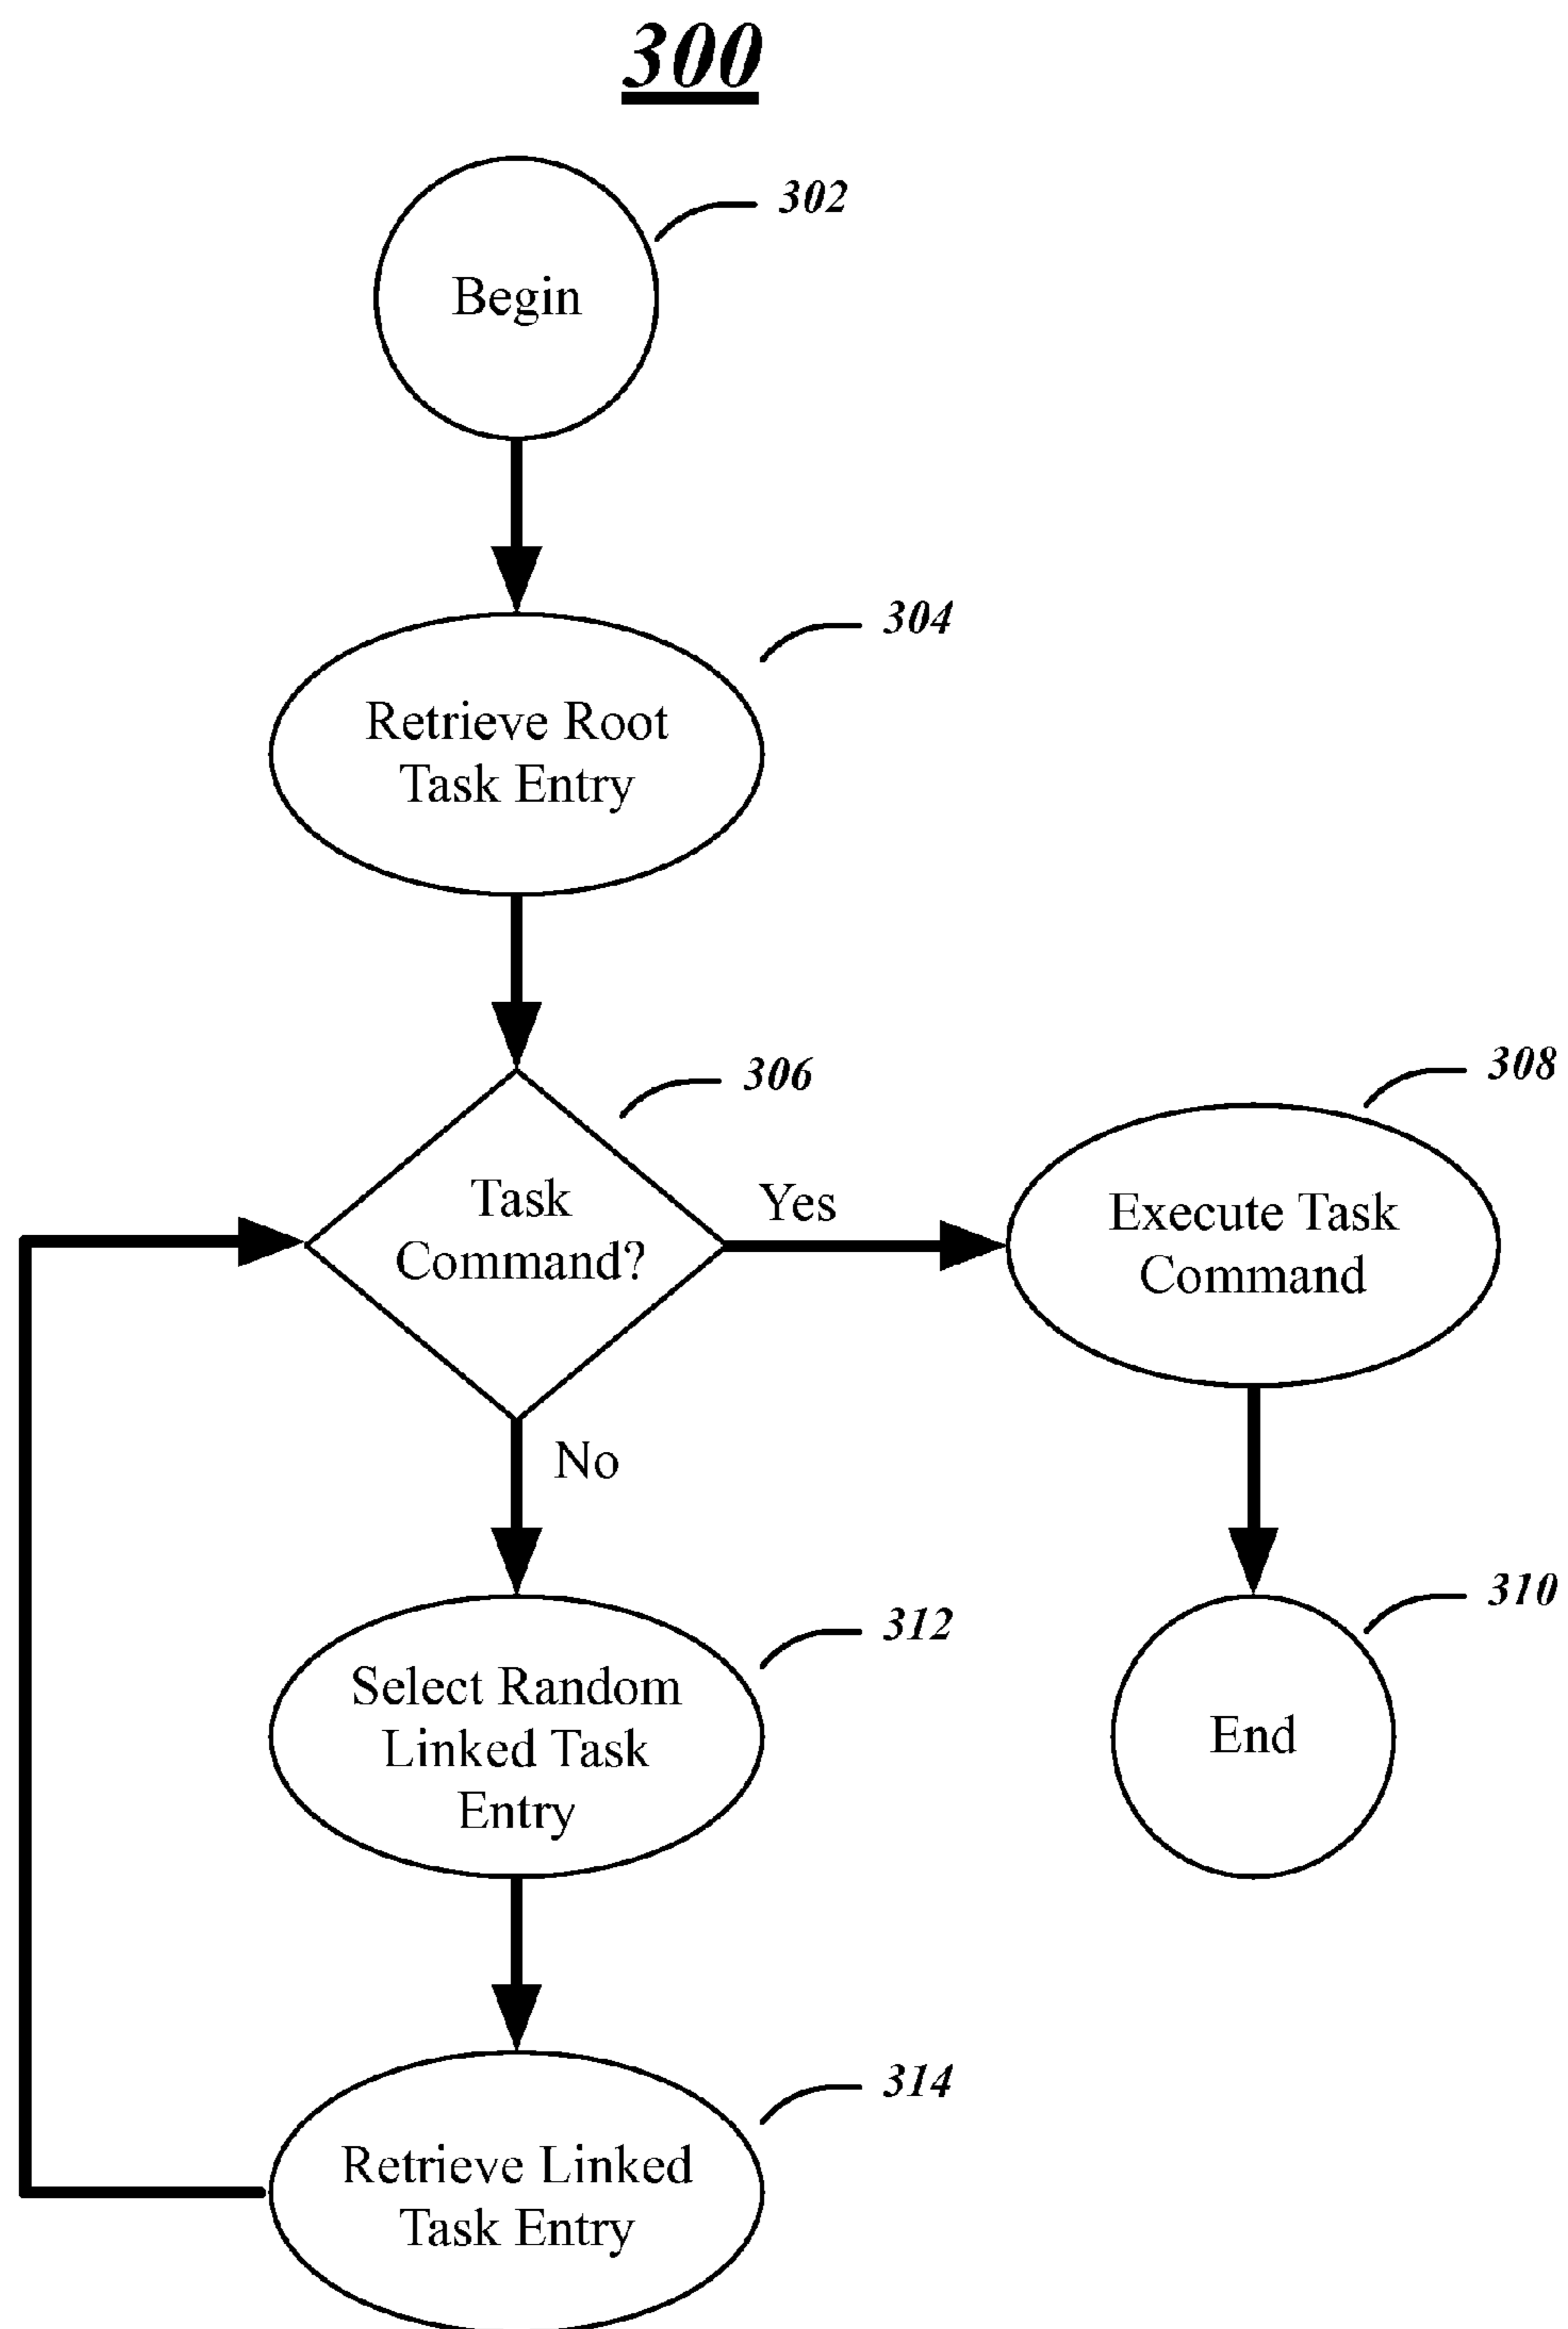 300
302
Begin
304
Retrieve Root
Task Entry
306
Task
Command?
Yes
308
Execute Task
Command
No
312
Select Random
Linked Task
Entry
310
End
314
Retrieve Linked
Task Entry